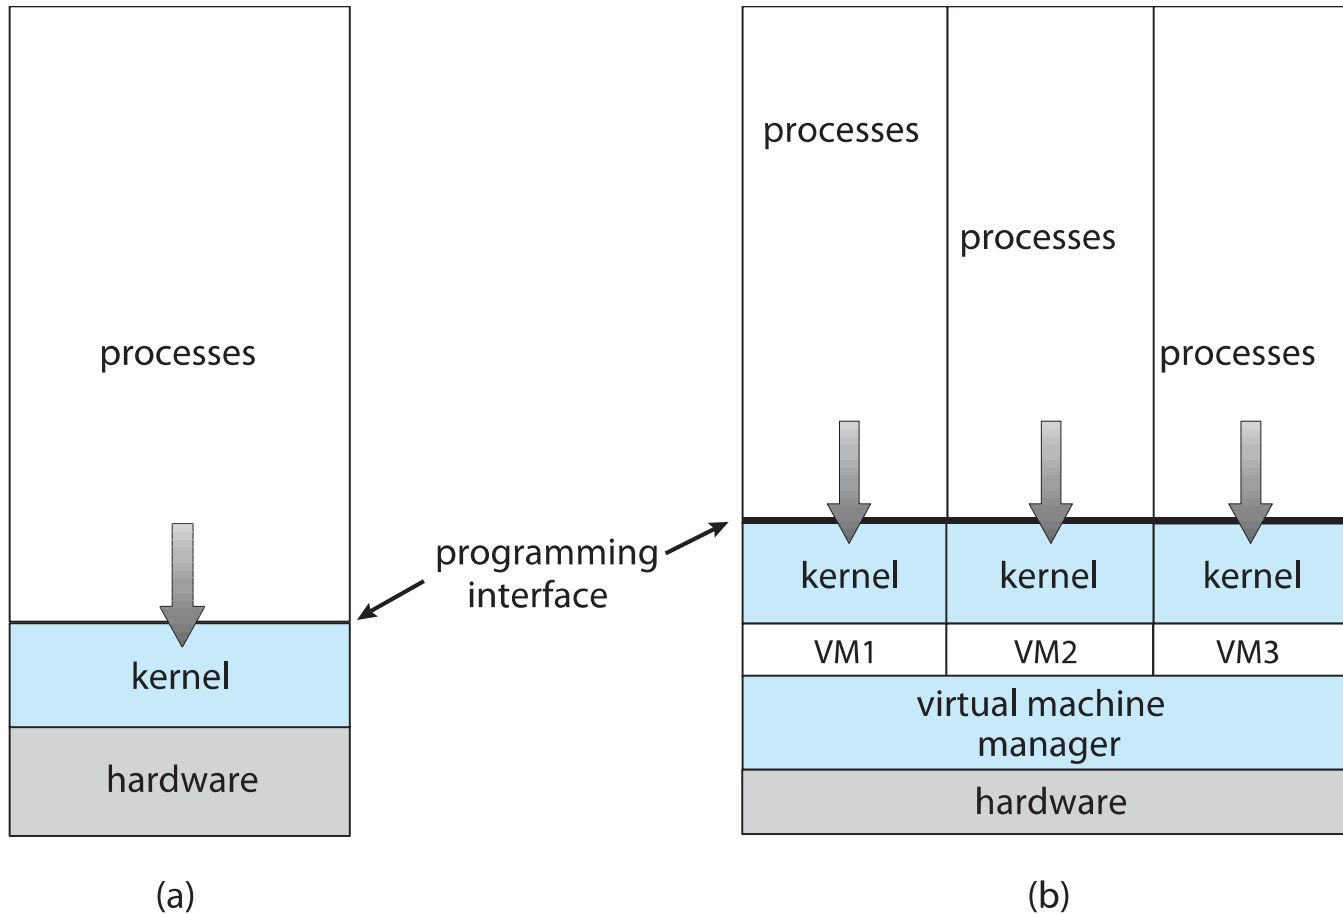 processes
kernel
hardware
(a)
programming
interface
processes
processes
processes
kernel
kernel
kernel
VM1
VM2
VM3
virtual machine
manager
hardware
(b)